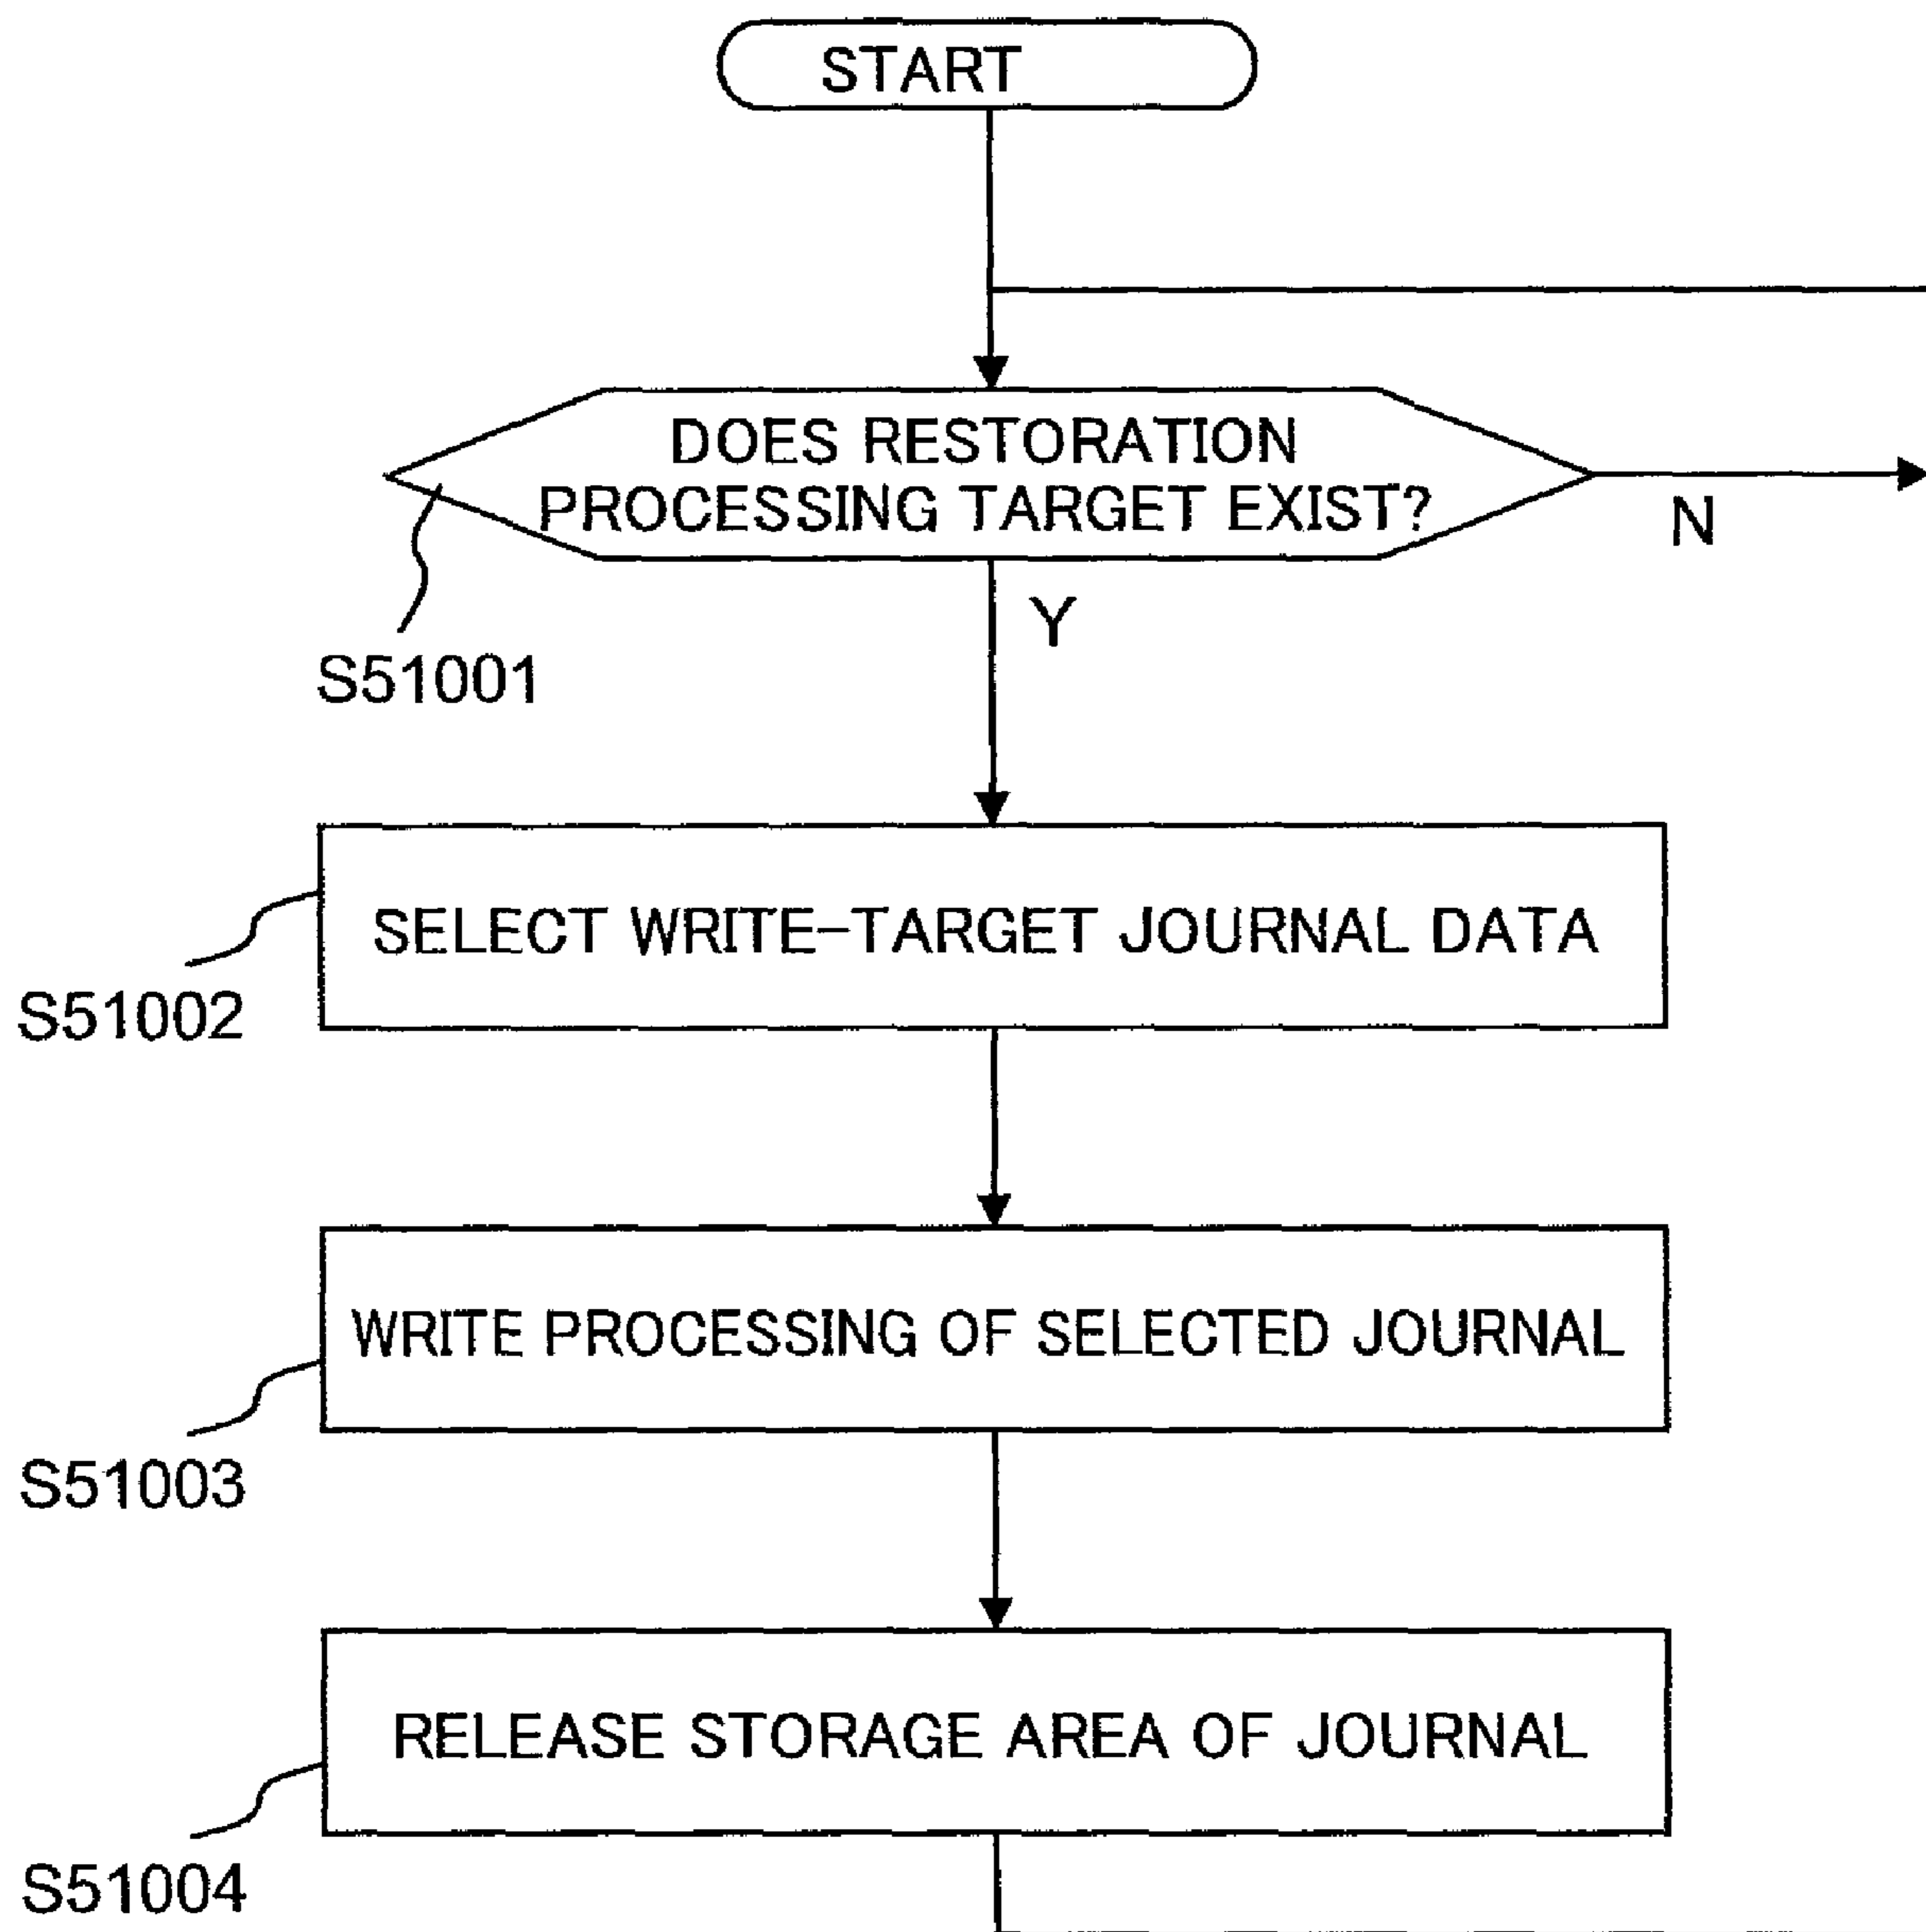 START
DOES RESTORATION
PROCESSING TARGET EXIST?
N
Y
S51001
SELECT WRITE-TARGET JOURNAL DATA
S51002
WRITE PROCESSING OF SELECTED JOURNAL
S51003
RELEASE STORAGE AREA OF JOURNAL
S51004